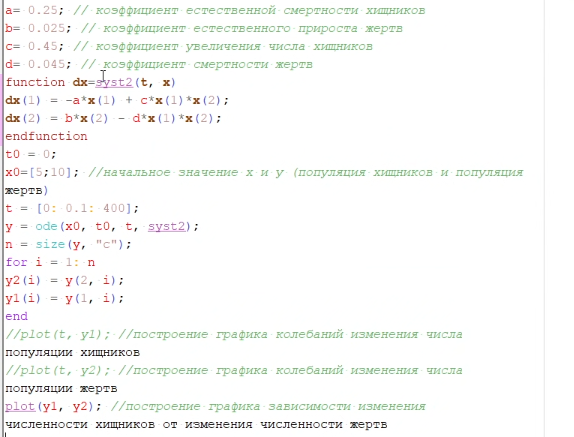 a= 0.25; // коэффициент естественной смертности хищников
b= 0.025; // коэффициент естественного прироста жертв
c= 0.45; // коэффициент увеличения числа хищников
d= 0.045; // коэффициент смертности жертв
function dx=syst2(t, x)
dx(1) = -a*x(1) + c*x(1)*x(2);
dx(2) = b*x(2) - d*x(1)*x(2);
endfunction
t0 = 0;
x0=[5;10]; //начальное значение x и y (популяция хищников и популяция
жертв)
t = [0: 0.1: 400];
y = ode(x0, t0, t, syst2);
n = size(y, "c");
for i = 1: n
y2(i) = y(2, i);
y1(i) = y(1, i);
end
//plot(t, y1); //построение графика колебаний изменения числа
популяции хищников
//plot(t, y2); //построение графика колебаний изменения числа
популяции жертв
plot(y1, y2); //построение графика зависимости изменения
численности хищников от изменения численности жертв